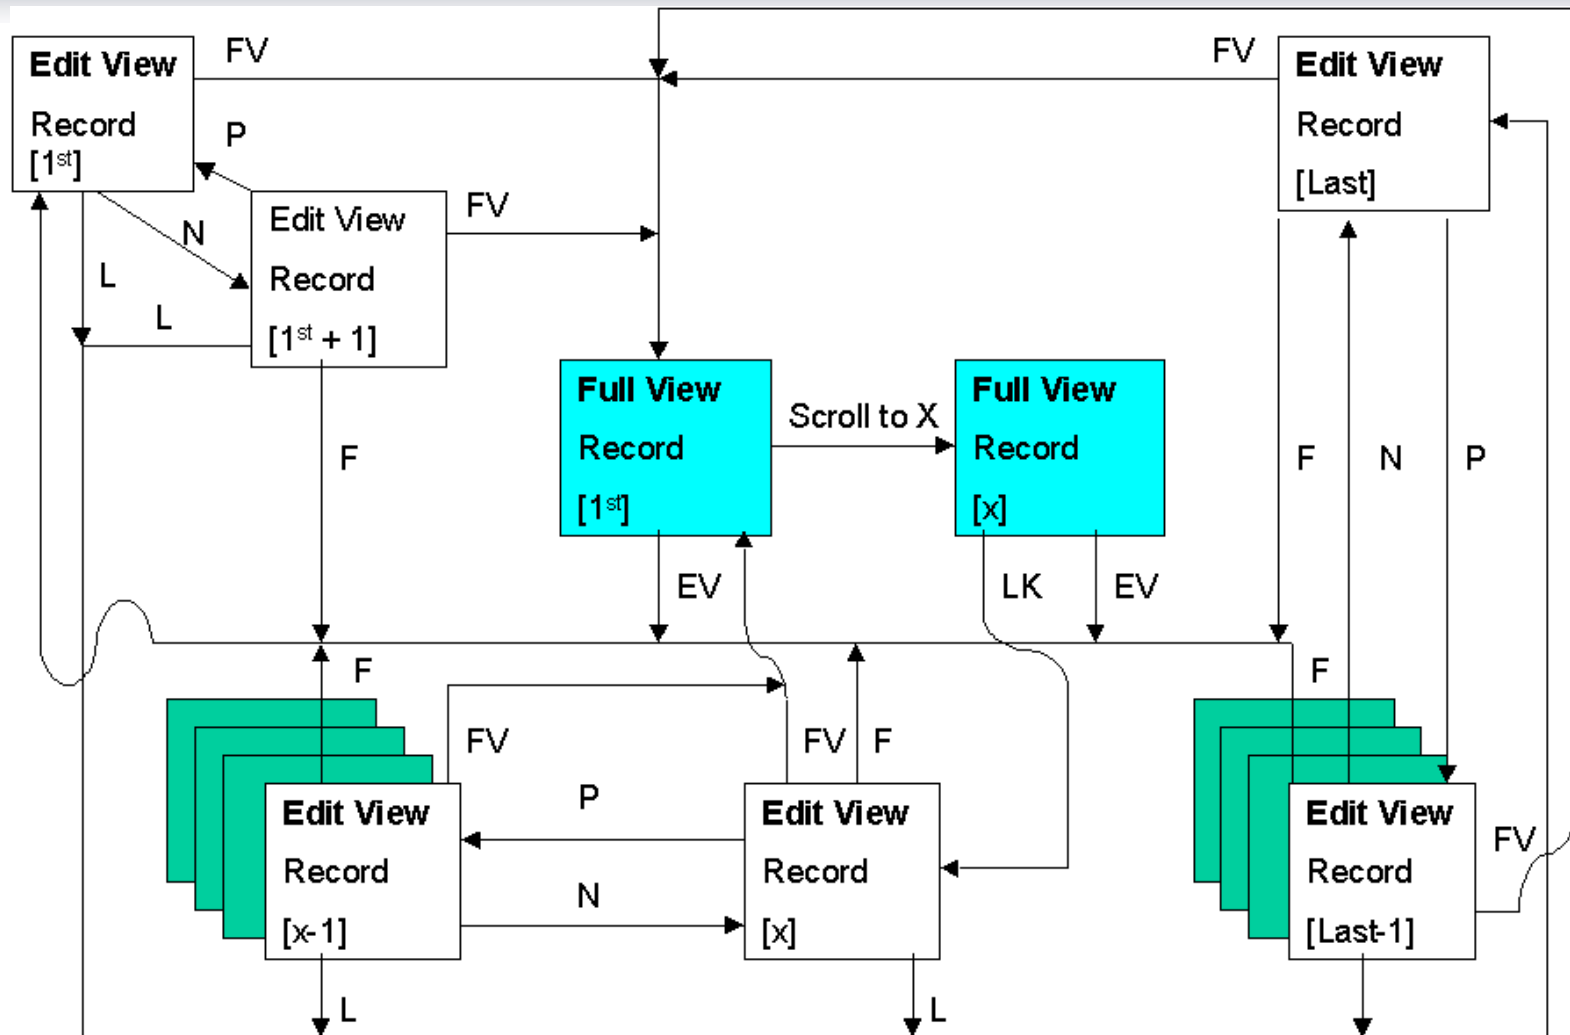 Edit View
Record
[1st]
FV
FV
Edit View
Record
[Last]
P
N
L
L
Edit View
Record
[1st + 1]
FV
F
Full View
Record
[1st]
Scroll to X
Full View
Record
[x]
F
N
P
EV
LK
EV
F
FV
FV
F
F
Edit View
Record
[x-1]
P
N
Edit View
Record
[x]
Edit View
Record
[Last-1]
FV
L
L